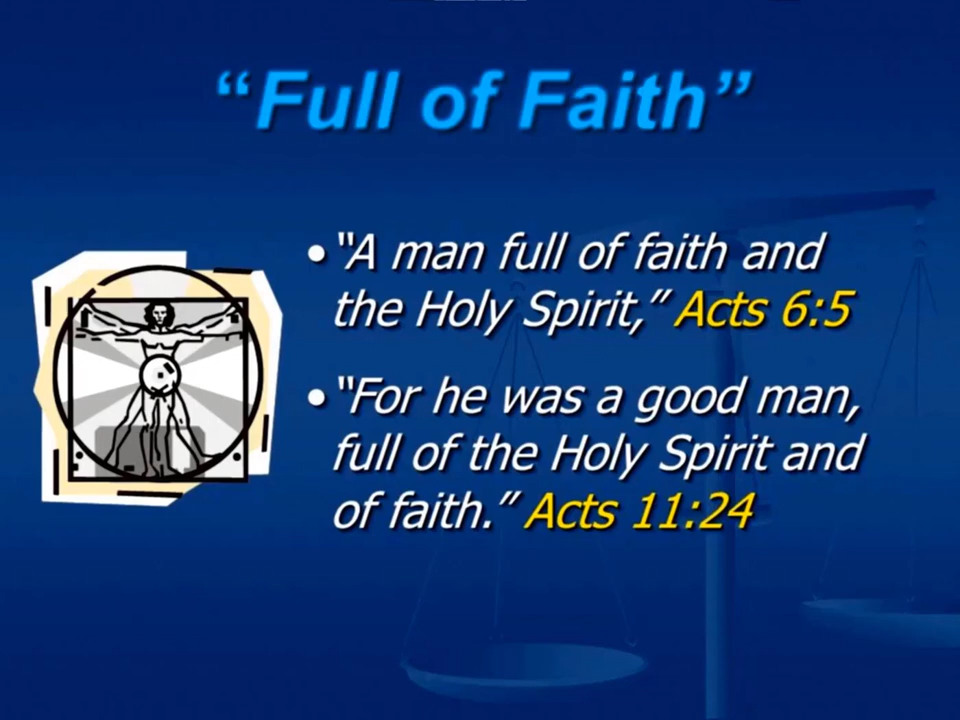 “Full of Faith”
•“A man full of faith and
the Holy Spirit,” Acts 6:5
•“For he was a good man,
full of the Holy Spirit and
of faith.” Acts 11:24